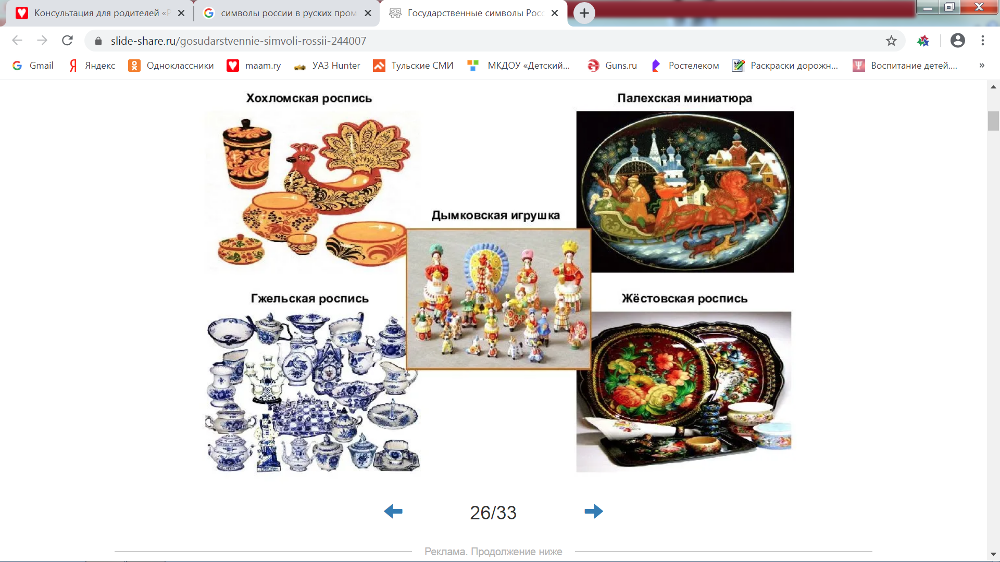 Консультация для родителей «Р
символы россии в руских пром
Государственные символы Росс
slide-share.ru/gosudarstvennie-simvoli-rossii-244007
Gmail Яндекс Одноклассники maam.ry УАЗ Hunter Тульские СМИ МКДОУ «Детский... Guns.ru Ростелеком Раскраски дорожн... Воспитание детей.... »
Хохломская роспись
Палехская миниатюра
Дымковская игрушка
Гжельская роспись
Жёстовская роспись
26/33
Реклама. Продолжение ниже